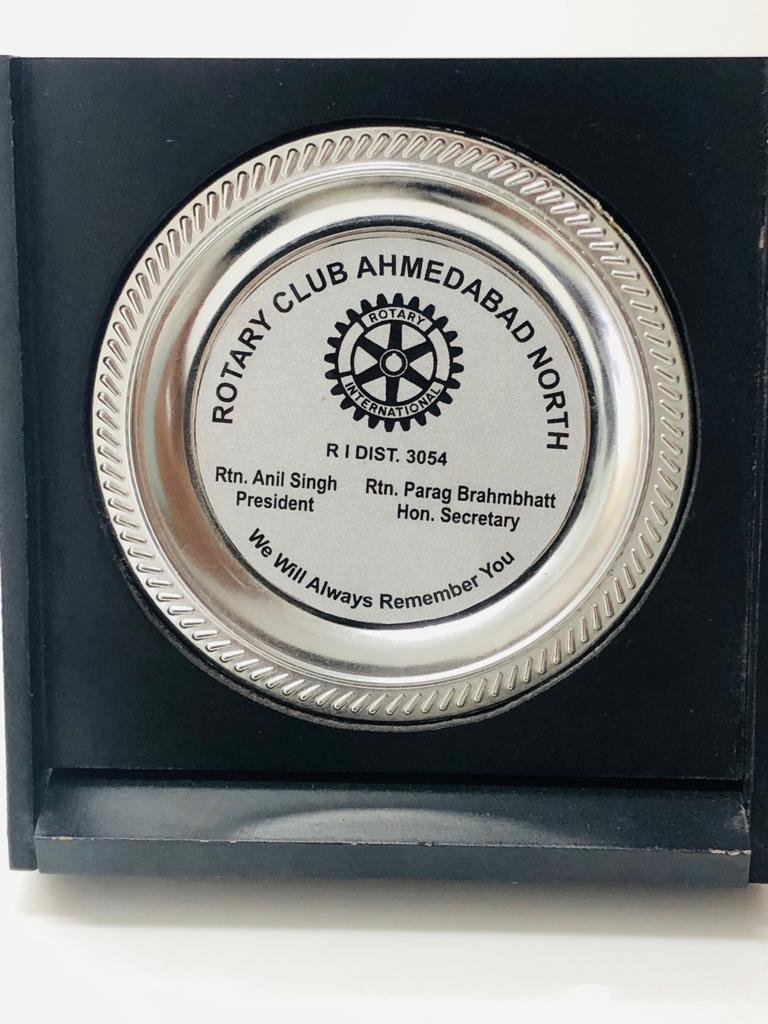 ROTARY CLUB AHMEDABAD NORTH
ROTARY
INTERNATIONAL
R I DIST. 3054
Rtn. Anil Singh
President
Rtn. Parag Brahmbhatt
Hon. Secretary
We Will Always Remember You